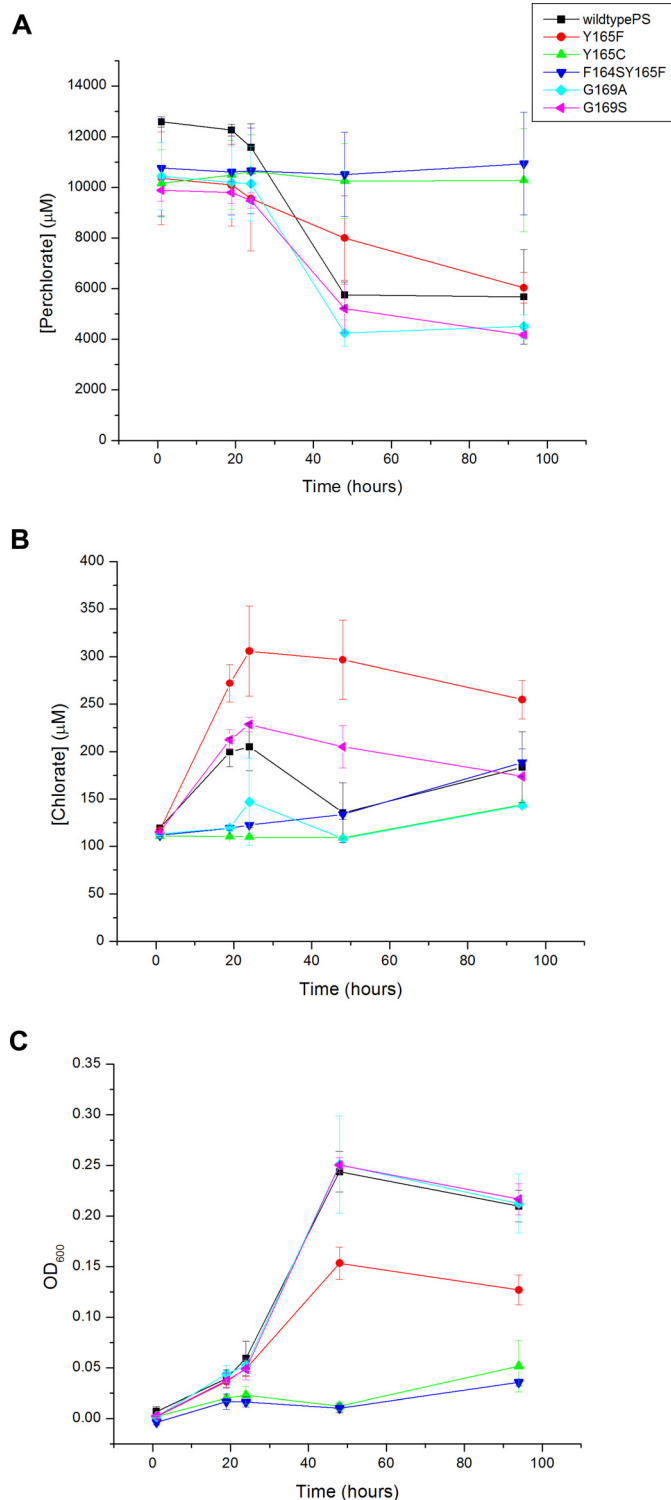 A
wildtypePS
Y165F
Y165C
F164SY165F
G169A
G169S
14000
12000
10000
8000
6000
4000
2000
0
[Perchlorate] (μM)
0 20 40 60 80 100
Time (hours)
B
400
350
300
250
200
150
100
50
0
[Chlorate] (μM)
0 20 40 60 80 100
Time (hours)
C
0.35
0.30
0.25
0.20
0.15
0.10
0.05
0.00
OD600
0 20 40 60 80 100
Time (hours)